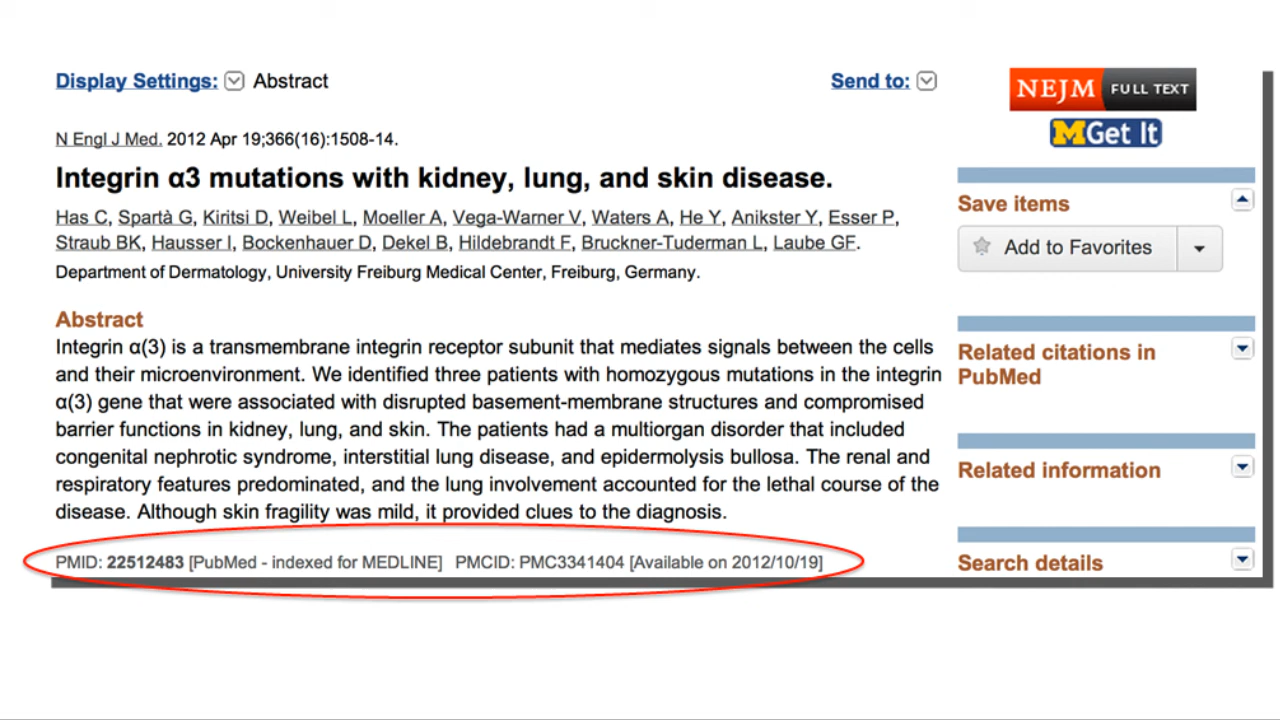 Display Settings: Abstract Send to:
NEJM FULL TEXT
MGet It
N Engl J Med. 2012 Apr 19;366(16):1508-14.
Integrin α3 mutations with kidney, lung, and skin disease.
Has C, Spartà G, Kiritsi D, Weibel L, Moeller A, Vega-Warner V, Waters A, He Y, Anikster Y, Esser P,
Straub BK, Hausser I, Bockenhauer D, Dekel B, Hildebrandt F, Bruckner-Tuderman L, Laube GF.
Department of Dermatology, University Freiburg Medical Center, Freiburg, Germany.
Abstract
Integrin α(3) is a transmembrane integrin receptor subunit that mediates signals between the cells
and their microenvironment. We identified three patients with homozygous mutations in the integrin
α(3) gene that were associated with disrupted basement-membrane structures and compromised
barrier functions in kidney, lung, and skin. The patients had a multiorgan disorder that included
congenital nephrotic syndrome, interstitial lung disease, and epidermolysis bullosa. The renal and
respiratory features predominated, and the lung involvement accounted for the lethal course of the
disease. Although skin fragility was mild, it provided clues to the diagnosis.
PMID: 22512483 [PubMed - indexed for MEDLINE] PMCID: PMC3341404 [Available on 2012/10/19]
Save items
Add to Favorites
Related citations in
PubMed
Related information
Search details